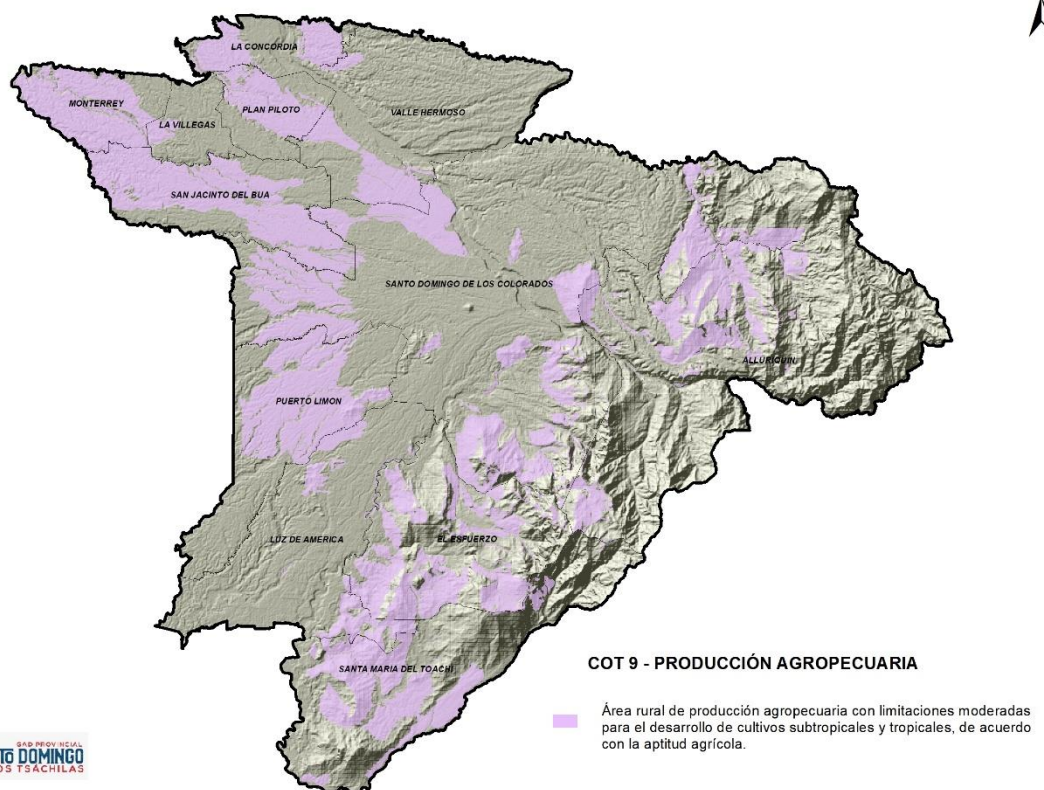 LA CONCORDIA
MONTERREY
PLAN PILOTO
VALLE HERMOSO
LA VILLEGAS
SAN JACINTO DEL BUA
SANTO DOMINGO DE LOS COLORADOS
ALLURIQUIN
PUERTO LIMON
LUZ DE AMERICA
EL ESFUERZO
SANTA MARIA DEL TOACHI
COT 9 - PRODUCCIÓN AGROPECUARIA
Área rural de producción agropecuaria con limitaciones moderadas
para el desarrollo de cultivos subtropicales y tropicales, de acuerdo
con la aptitud agrícola.
GAD PROVINCIAL
TO DOMINGO
OS TSÁCHILAS